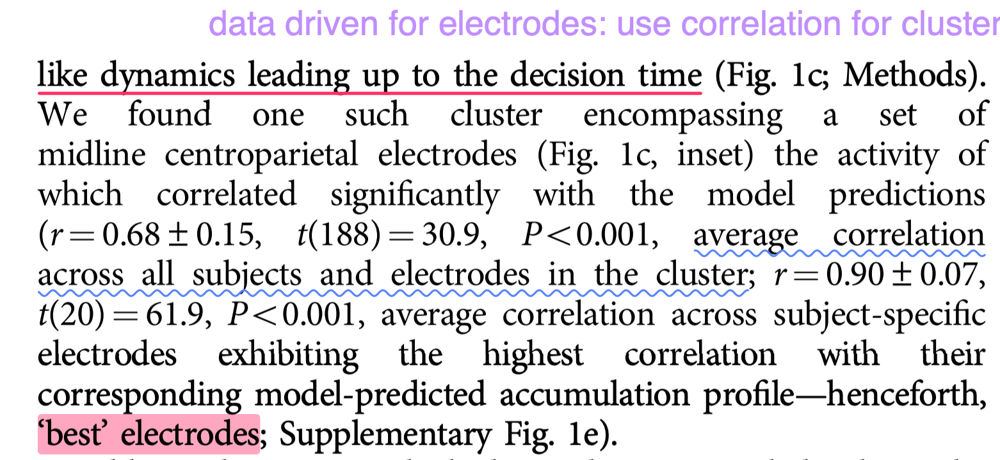 data driven for electrodes: use correlation for cluster
like dynamics leading up to the decision time (Fig. 1c; Methods).
We found one such cluster encompassing a set of
midline centroparietal electrodes (Fig. 1c, inset) the activity of
which correlated significantly with the model predictions
(r = 0.68 ± 0.15, t(188) = 30.9, P < 0.001, average correlation
across all subjects and electrodes in the cluster; r = 0.90 ± 0.07,
t(20) = 61.9, P < 0.001, average correlation across subject-specific
electrodes exhibiting the highest correlation with their
corresponding model-predicted accumulation profile—henceforth,
‘best’ electrodes; Supplementary Fig. 1e).